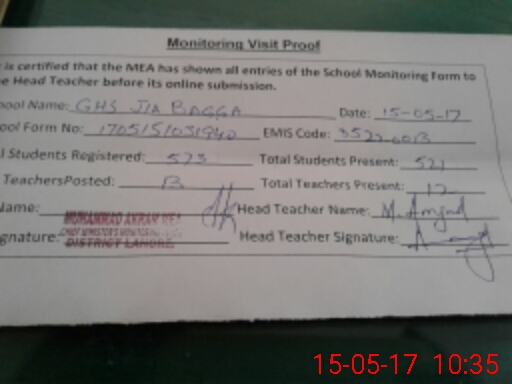 Monitoring Visit Proof
is certified that the MEA has shown all entries of the School Monitoring Form to
e Head Teacher before its online submission.
ool Name: GHS JIA BAGGA Date: 15-05-17
ool Form No: EMIS Code:
l Students Registered: 573 Total Students Present: 521
TeachersPosted: 13 Total Teachers Present: 12
Name: MUHAMMAD AKRAM Head Teacher Name: M. Amjad
gnature: DISTRICT LAHORE. Head Teacher Signature:
15-05-17 10:35